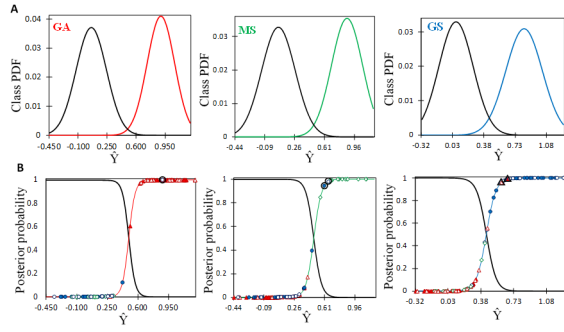 A
GA
MS
GS
Class PDF
Class PDF
Class PDF
0.04
0.03
0.02
0.01
0
0.03
0.02
0.01
0
0.03
0.02
0.01
0
-0.450 -0.100 0.250 0.600 0.950
-0.44 -0.09 0.26 0.61 0.96
-0.32 0.03 0.38 0.73 1.08
Ŷ
Ŷ
Ŷ
B
Posterior probability
Posterior probability
Posterior probability
1
0.8
0.6
0.4
0.2
0
1
0.8
0.6
0.4
0.2
0
1
0.8
0.6
0.4
0.2
0
-0.450 -0.100 0.250 0.600 0.950
-0.44 -0.09 0.26 0.61 0.96
-0.32 0.03 0.38 0.73 1.08
Ŷ
Ŷ
Ŷ